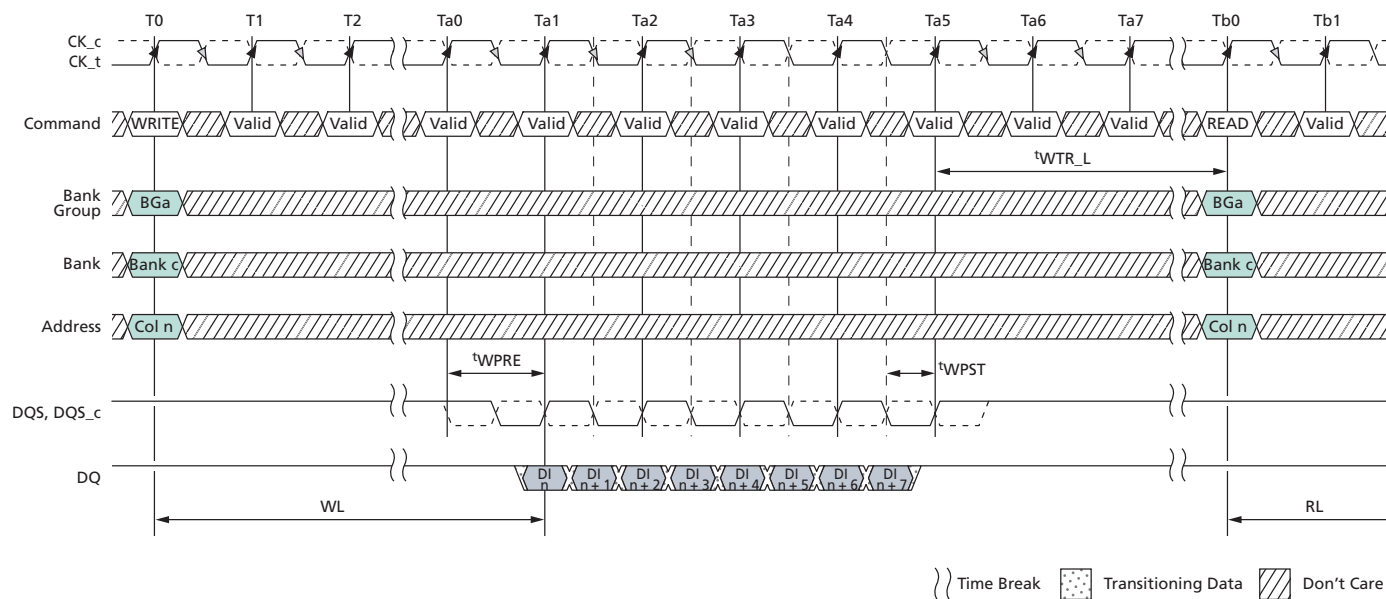 T0 T1 T2 Ta0 Ta1 Ta2 Ta3 Ta4 Ta5 Ta6 Ta7 Tb0 Tb1
CK_c
CK_t
Command WRITE Valid Valid Valid Valid Valid Valid Valid Valid Valid Valid READ Valid
tWTR_L
Bank Group BGa BGa
Bank Bank c Bank c
Address Col n Col n
tWPRE tWPST
DQS, DQS_c
DQ DI n DI n + 1 DI n + 2 DI n + 3 DI n + 4 DI n + 5 DI n + 6 DI n + 7
WL RL
Time Break Transitioning Data Don’t Care